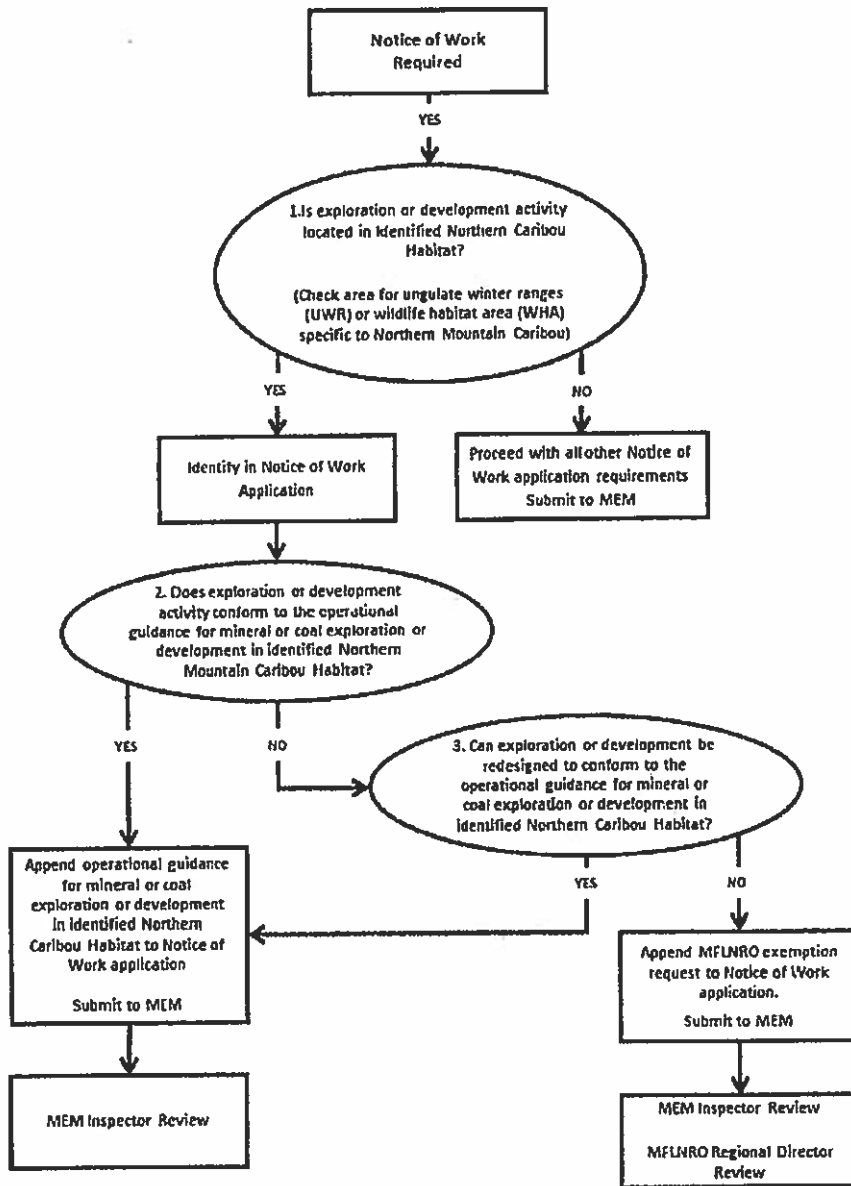 Notice of Work
Required
YES
1.Is exploration or development activity
located in Identified Northern Caribou
Habitat?
(Check area for ungulate winter ranges
(UWR) or wildlife habitat area (WHA)
specific to Northern Mountain Caribou)
YES
NO
Identify in Notice of Work
Application
Proceed with all other Notice of
Work application requirements
Submit to MEM
2. Does exploration or development
activity conform to the operational
guidance for mineral or coal exploration or
development in identified Northern
Mountain Caribou Habitat?
YES
NO
3. Can exploration or development be
redesigned to conform to the
operational guidance for mineral or
coal exploration or development in
identified Northern Caribou Habitat?
YES
NO
Append operational guidance
for mineral or coal
exploration or development
in identified Northern
Caribou Habitat to Notice of
Work application
Submit to MEM
Append MFLNRO exemption
request to Notice of Work
application.
Submit to MEM
MEM Inspector Review
MEM Inspector Review
MFLNRO Regional Director
Review